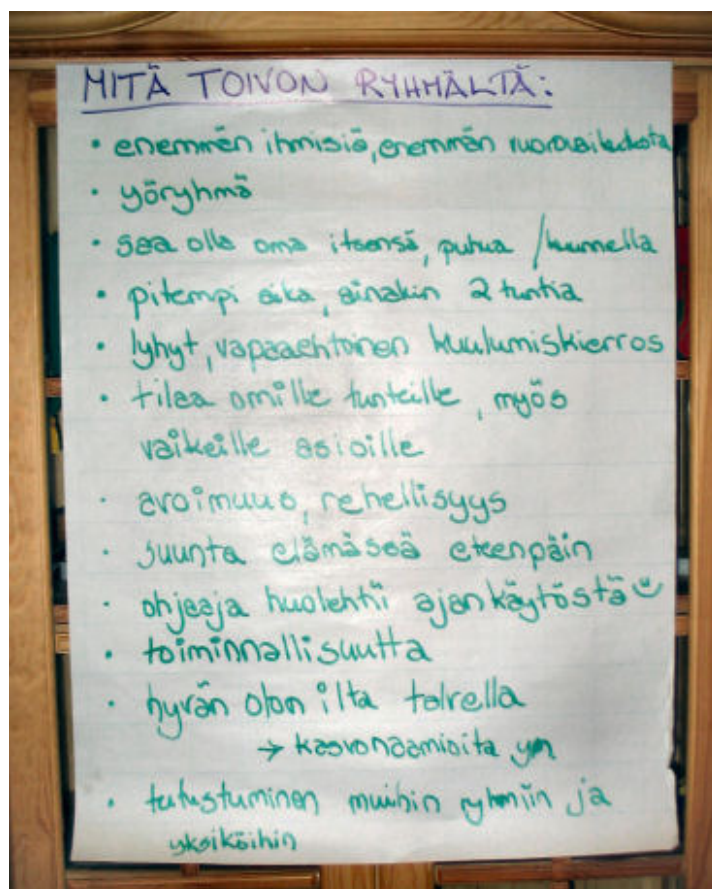 MITÄ TOIVON RYHMÄLTÄ:
• enemmän ihmisiä, enemmän vuorovaikutusta
• yöryhmä
• saa olla oma itsensä, puhua / kuunnella
• pitempi aika, ainakin 2 tuntia
• lyhyt, vapaaehtoinen kuulumiskierros
• tilaa omille tunteille, myös
vaikeille asioille
• avoimuus, rehellisyys
• suunta elämässä eteenpäin
• ohjaaja huolehtii ajankäytöstä
• toiminnallisuutta
• hyvän olon ilta talvella
→ kasvonaamioita ym
• tutustuminen muihin ryhmiin ja
yksiköihin